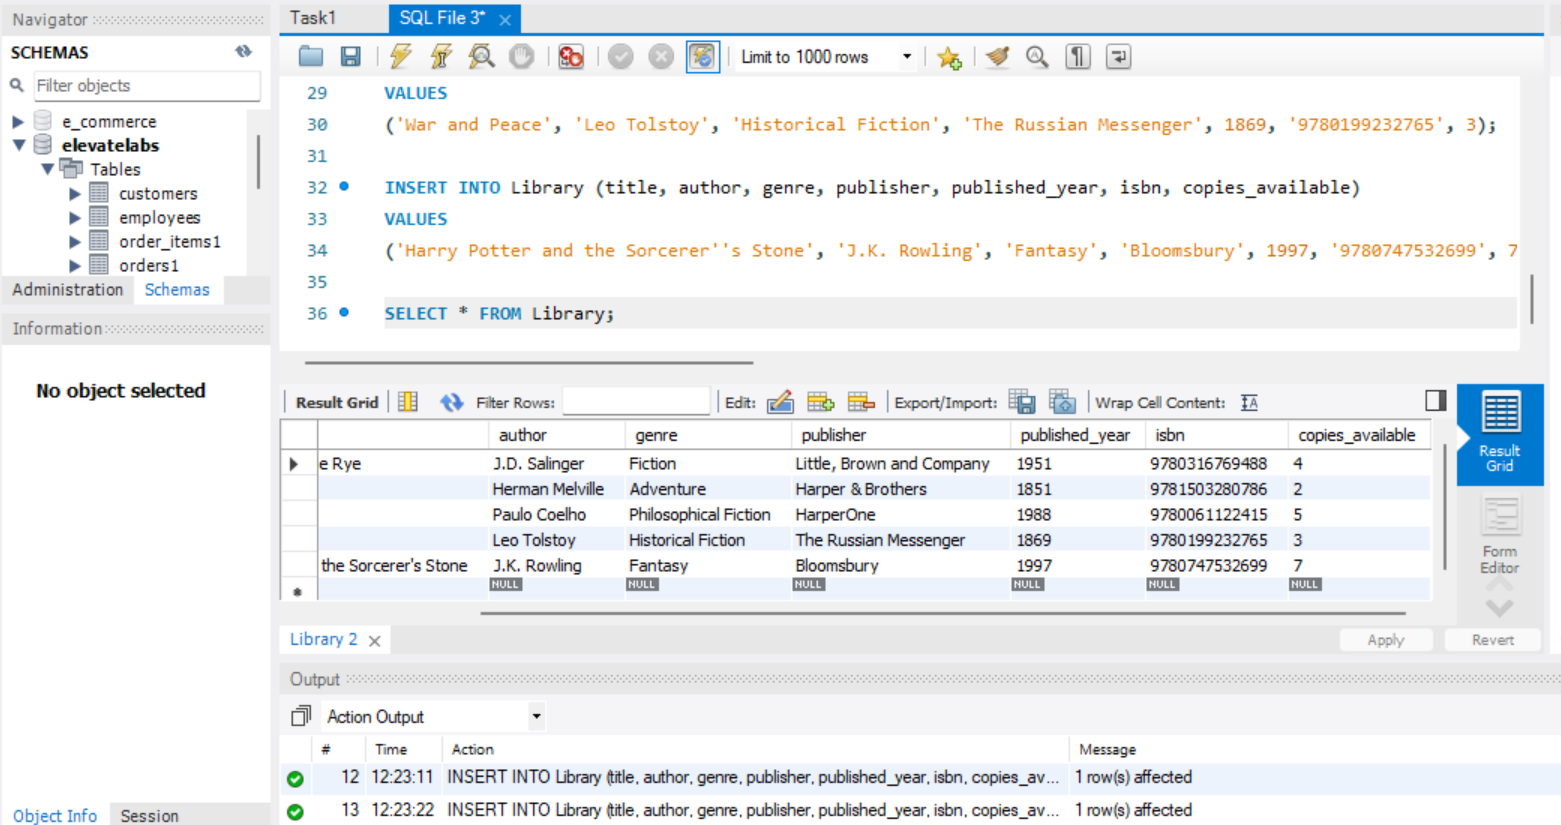 Navigator
SCHEMAS
Filter objects
e_commerce
elevatelabs
Tables
customers
employees
order_items1
orders1
Administration Schemas
Information
No object selected
Object Info Session
Task1 SQL File 3*
Limit to 1000 rows
29 VALUES
30 ('War and Peace', 'Leo Tolstoy', 'Historical Fiction', 'The Russian Messenger', 1869, '9780199232765', 3);
31
32 INSERT INTO Library (title, author, genre, publisher, published_year, isbn, copies_available)
33 VALUES
34 ('Harry Potter and the Sorcerer''s Stone', 'J.K. Rowling', 'Fantasy', 'Bloomsbury', 1997, '9780747532699', 7
35
36 SELECT * FROM Library;
Result Grid Filter Rows: Edit: Export/Import: Wrap Cell Content: IA
author genre publisher published_year isbn copies_available
e Rye J.D. Salinger Fiction Little, Brown and Company 1951 9780316769488 4
Herman Melville Adventure Harper & Brothers 1851 9781503280786 2
Paulo Coelho Philosophical Fiction HarperOne 1988 9780061122415 5
Leo Tolstoy Historical Fiction The Russian Messenger 1869 9780199232765 3
the Sorcerer's Stone J.K. Rowling Fantasy Bloomsbury 1997 9780747532699 7
NULL NULL NULL NULL NULL NULL
Result
Grid
Form
Editor
Library 2 Apply Revert
Output
Action Output
# Time Action Message
12 12:23:11 INSERT INTO Library (title, author, genre, publisher, published_year, isbn, copies_av... 1 row(s) affected
13 12:23:22 INSERT INTO Library (title, author, genre, publisher, published_year, isbn, copies_av... 1 row(s) affected